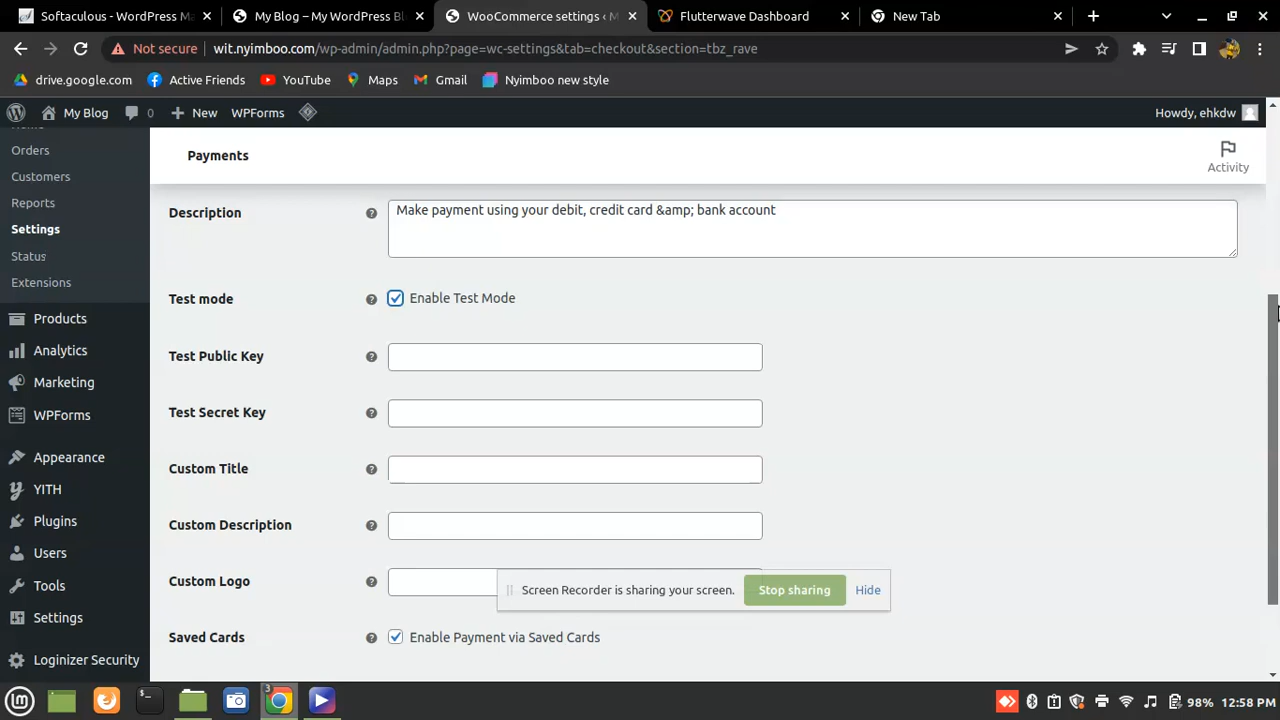 Softaculous - WordPress Ma
My Blog – My WordPress Bl
WooCommerce settings ‹ M
Flutterwave Dashboard
New Tab
Not secure
wit.nyimboo.com/wp-admin/admin.php?page=wc-settings&tab=checkout&section=tbz_rave
drive.google.com
Active Friends
YouTube
Maps
Gmail
Nyimboo new style
My Blog
0
New
WPForms
Howdy, ehkdw
Home
Orders
Customers
Reports
Settings
Status
Extensions
Products
Analytics
Marketing
WPForms
Appearance
YITH
Plugins
Users
Tools
Settings
Loginizer Security
Payments
Activity
Description
Make payment using your debit, credit card &amp; bank account
Test mode
Enable Test Mode
Test Public Key
Test Secret Key
Custom Title
Custom Description
Custom Logo
Screen Recorder is sharing your screen.
Stop sharing
Hide
Saved Cards
Enable Payment via Saved Cards
3
98%
12:58 PM